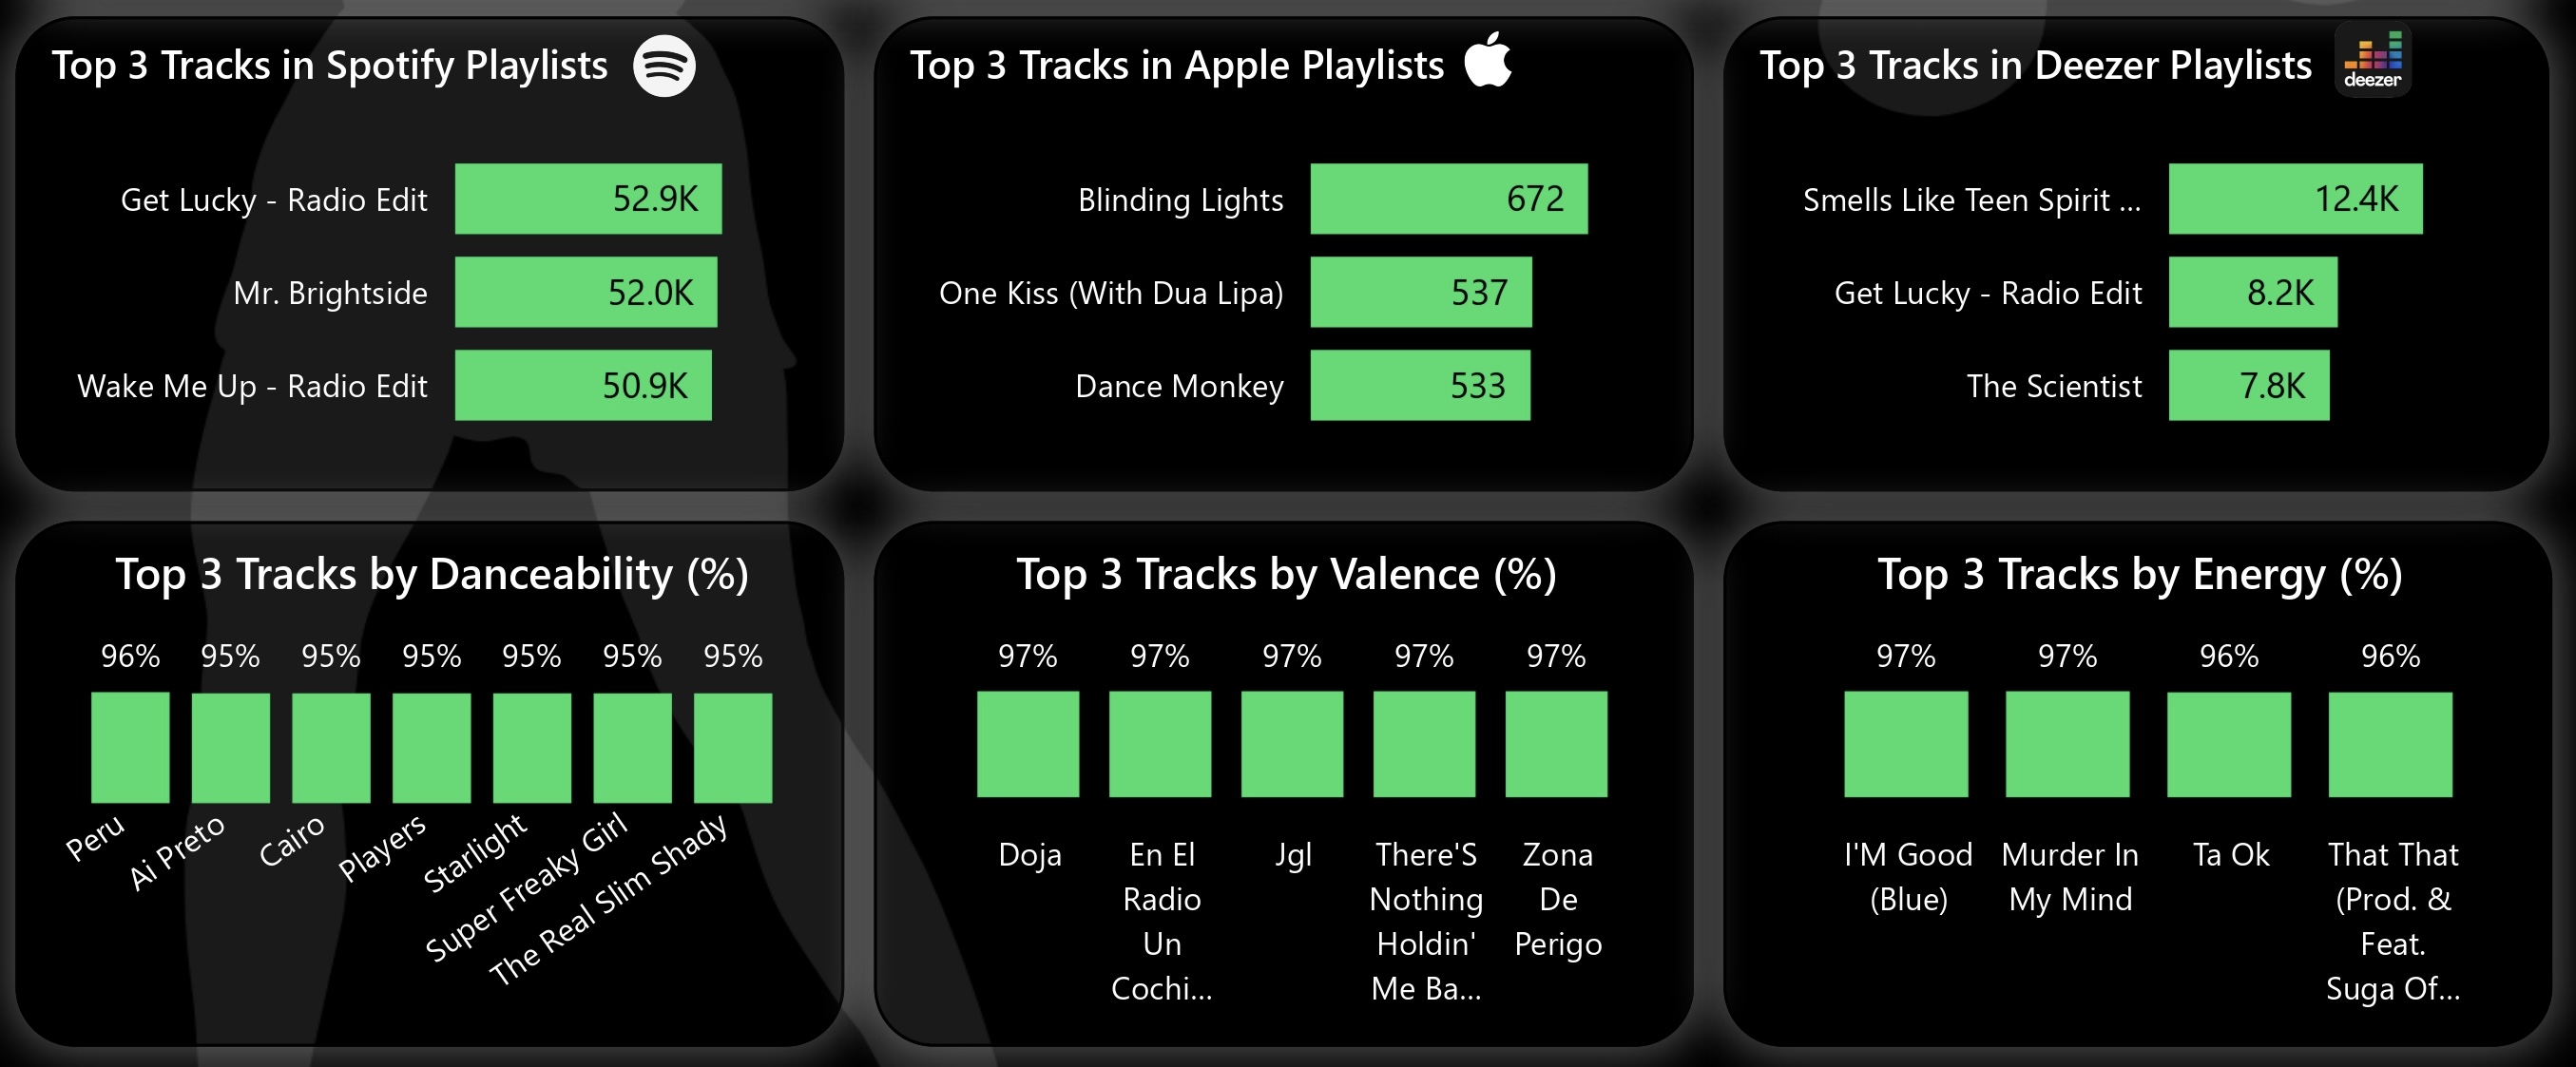 Top 3 Tracks in Spotify Playlists
Get Lucky - Radio Edit 52.9K
Mr. Brightside 52.0K
Wake Me Up - Radio Edit 50.9K
Top 3 Tracks in Apple Playlists
Blinding Lights 672
One Kiss (With Dua Lipa) 537
Dance Monkey 533
Top 3 Tracks in Deezer Playlists
deezer
Smells Like Teen Spirit ... 12.4K
Get Lucky - Radio Edit 8.2K
The Scientist 7.8K
Top 3 Tracks by Danceability (%)
96% 95% 95% 95% 95% 95% 95%
Peru
Ai Preto
Cairo
Players
Starlight
Super Freaky Girl
The Real Slim Shady
Top 3 Tracks by Valence (%)
97% 97% 97% 97% 97%
Doja
En El
Radio
Un
Cochi...
Jgl
There'S
Nothing
Holdin'
Me Ba...
Zona
De
Perigo
Top 3 Tracks by Energy (%)
97% 97% 96% 96%
I'M Good
(Blue)
Murder In
My Mind
Ta Ok
That That
(Prod. &
Feat.
Suga Of...